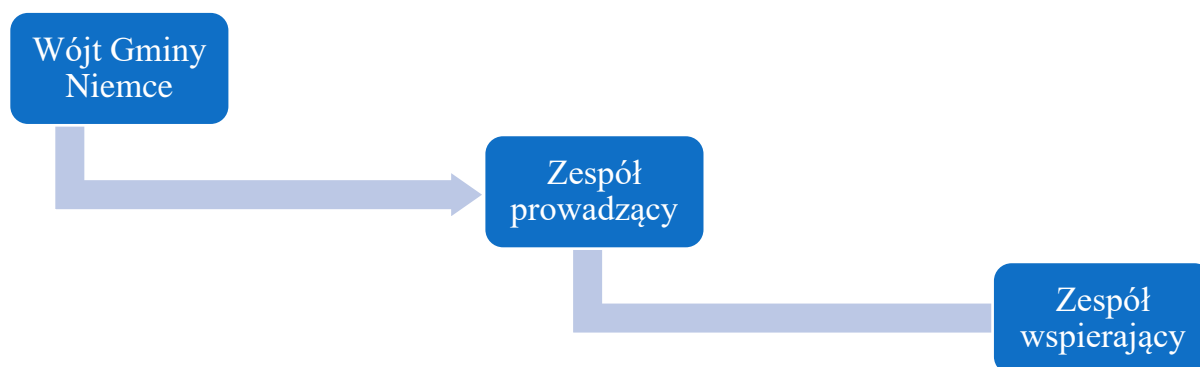 Wójt Gminy
Niemce
Zespół
prowadzący
Zespół
wspierający